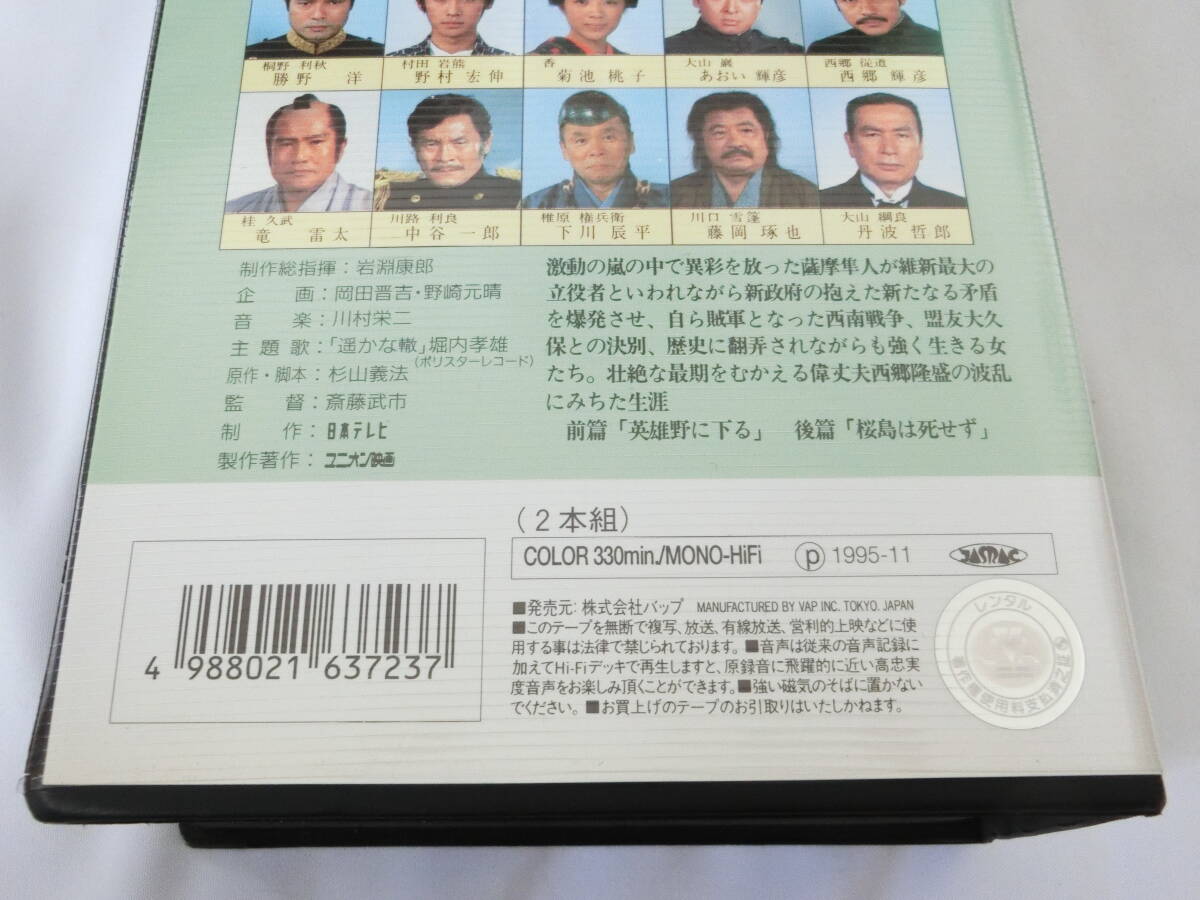 桐野 利秋 村田 岩熊 香 大山 巌 西郷 従道
勝野 洋 野村 宏伸 菊池 桃子 あおい 輝彦 西郷 輝彦
桂 久武 川路 利良 椎原 権兵衛 川口 雪篷 大山 綱良
竜 雷太 中谷 一郎 下川 辰平 藤岡 琢也 丹波 哲郎
制作総指揮：岩淵康郎
企 画：岡田晋吉・野崎元晴
音 楽：川村栄二
主 題 歌：「遥かな轍」堀内孝雄
(ポリスターレコード)
原作・脚本：杉山義法
監 督：斎藤武市
制 作：日本テレビ
製作著作：ユニオン映画
激動の嵐の中で異彩を放った薩摩隼人が維新最大の
立役者といわれながら新政府の抱えた新たなる矛盾
を爆発させ、自ら賊軍となった西南戦争、盟友大久
保との決別、歴史に翻弄されながらも強く生きる女
たち。壮絶な最期をむかえる偉丈夫西郷隆盛の波乱
にみちた生涯
前篇「英雄野に下る」 後篇「桜島は死せず」
(2本組)
COLOR 330min./MONO-HiFi ⓟ 1995-11 JASRAC
■発売元：株式会社バップ MANUFACTURED BY VAP INC. TOKYO. JAPAN
■このテープを無断で複写、放送、有線放送、営利的上映などに使
用する事は法律で禁じられております。■音声は従来の音声記録に
加えてHi-Fiデッキで再生しますと、原録音に飛躍的に近い高忠実
度音声をお楽しみ頂くことができます。■強い磁気のそばに置かない
でください。■お買上げのテープのお引取りはいたしかねます。
4 988021 637237
レンタル
著作権使用料支払済之証